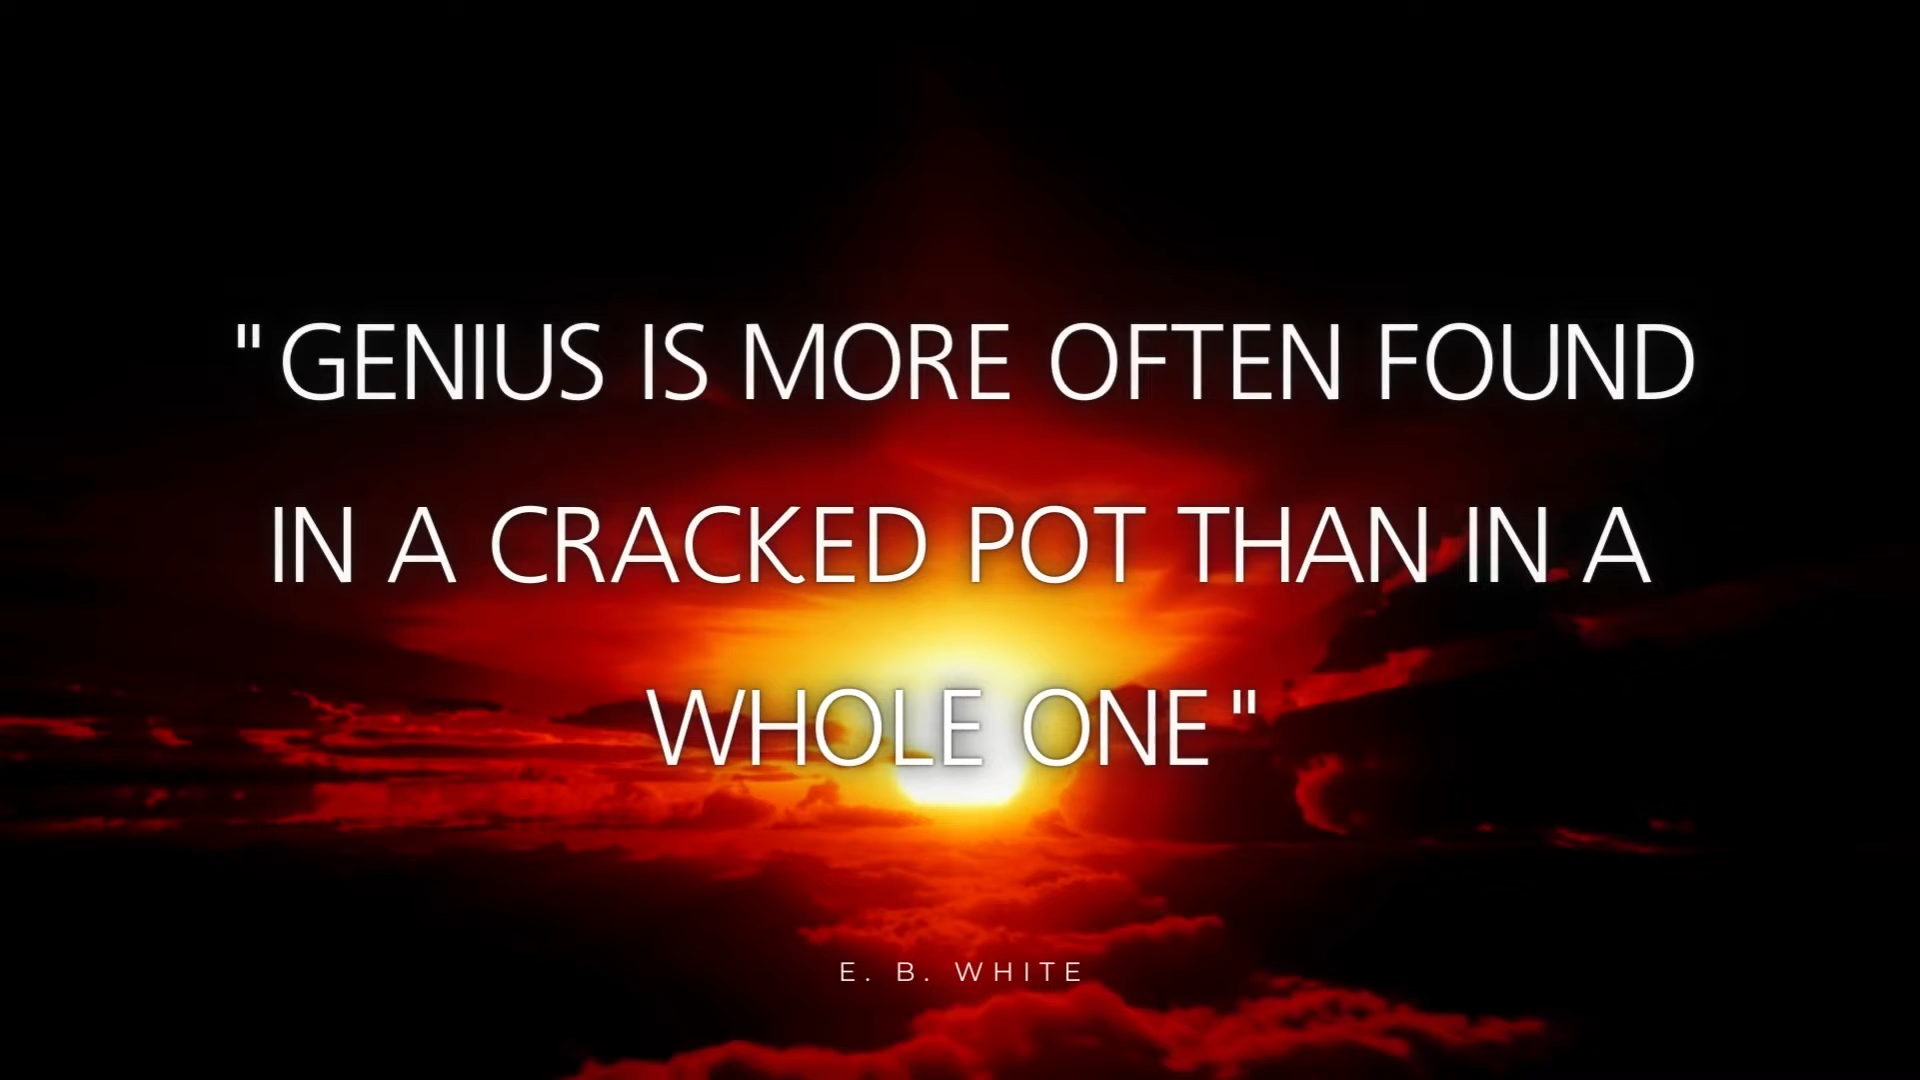 "GENIUS IS MORE OFTEN FOUND
IN A CRACKED POT THAN IN A
WHOLE ONE"
E. B. WHITE